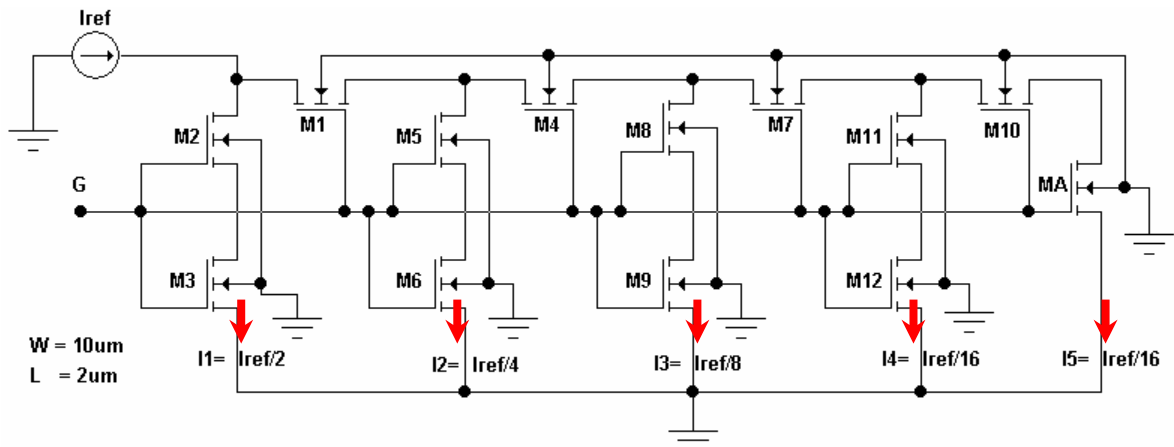 Iref
M1
M4
M7
M10
M2
M5
M8
M11
MA
G
M3
M6
M9
M12
W = 10um
L = 2um
I1= Iref/2
I2= Iref/4
I3= Iref/8
I4= Iref/16
I5= Iref/16